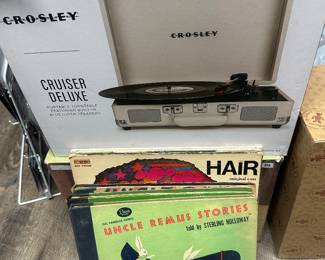 CROSLEY
CROSLEY
CRUISER
DELUXE
HAIR
UNCLE REMUS STORIES
told by STERLING HOLLOWAY